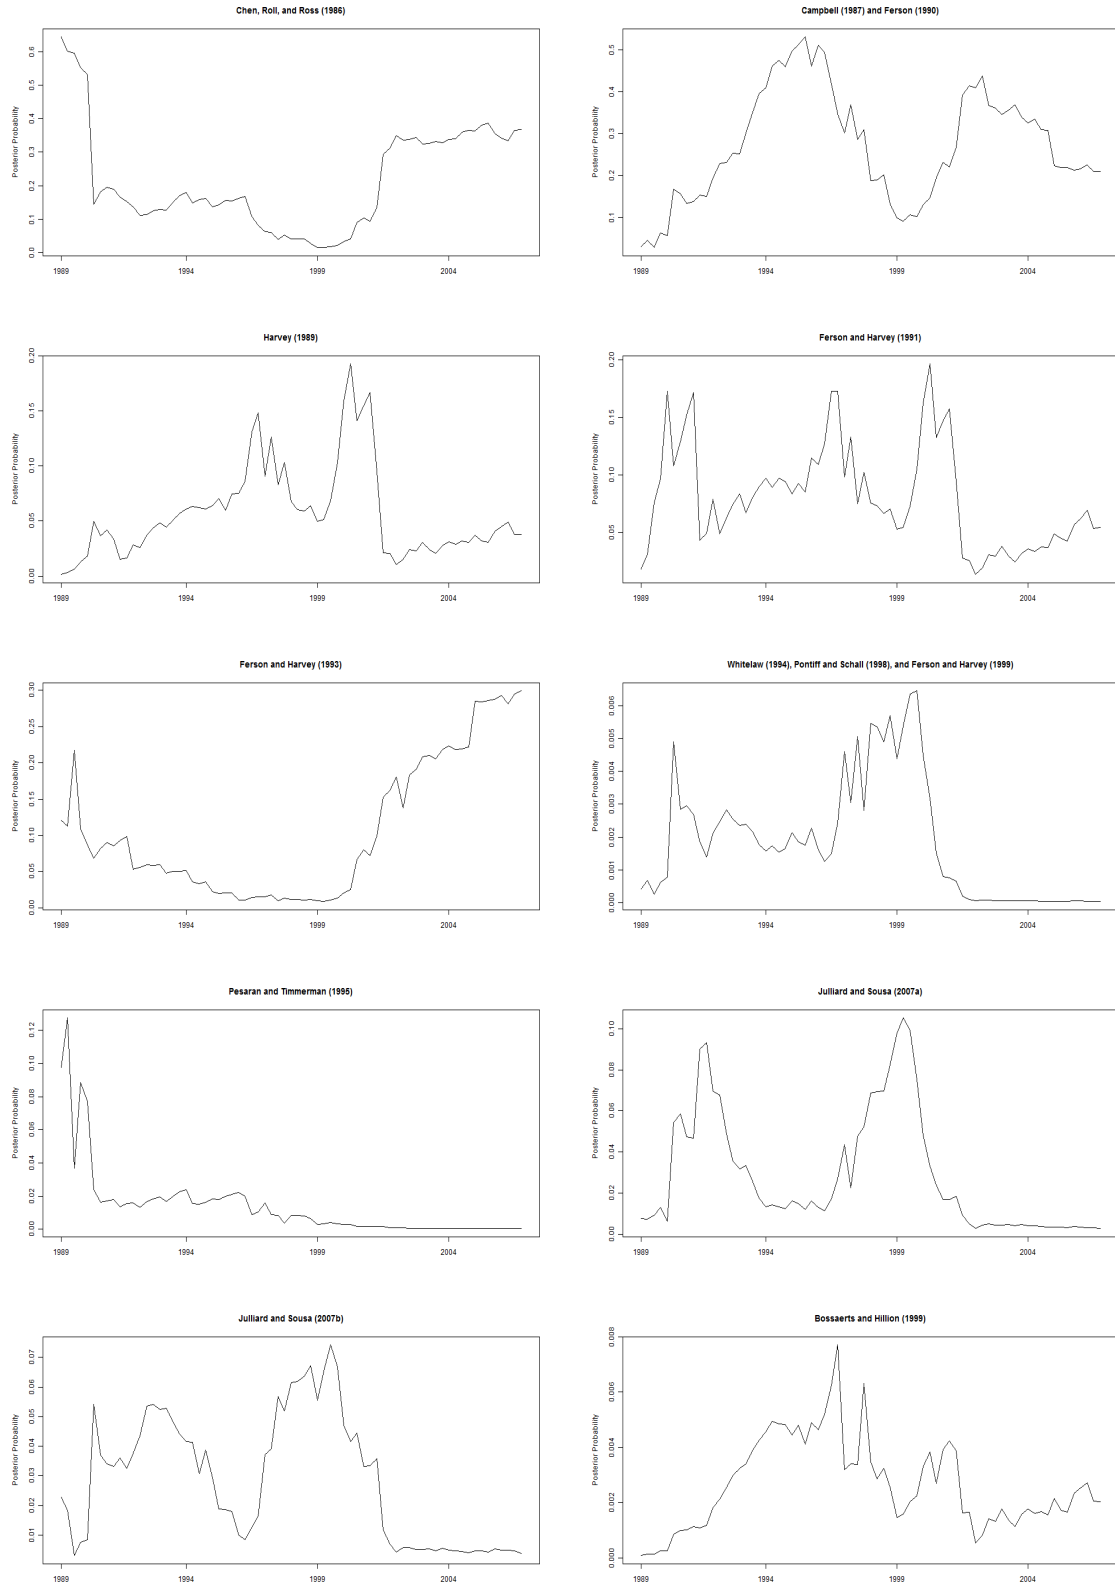 Chen, Roll, and Ross (1986)
Posterior Probability
0.6
0.5
0.4
0.3
0.2
0.1
0.0
1989 1994 1999 2004
Campbell (1987) and Ferson (1990)
Posterior Probability
0.5
0.4
0.3
0.2
0.1
1989 1994 1999 2004
Harvey (1989)
Posterior Probability
0.20
0.15
0.10
0.05
0.00
1989 1994 1999 2004
Ferson and Harvey (1991)
Posterior Probability
0.20
0.15
0.10
0.05
1989 1994 1999 2004
Ferson and Harvey (1993)
Posterior Probability
0.30
0.25
0.20
0.15
0.10
0.05
0.00
1989 1994 1999 2004
Whitelaw (1994), Pontiff and Schall (1998), and Ferson and Harvey (1999)
Posterior Probability
0.006
0.005
0.004
0.003
0.002
0.001
0.000
1989 1994 1999 2004
Pesaran and Timmerman (1995)
Posterior Probability
0.12
0.10
0.08
0.06
0.04
0.02
0.00
1989 1994 1999 2004
Julliard and Sousa (2007a)
Posterior Probability
0.10
0.08
0.06
0.04
0.02
0.00
1989 1994 1999 2004
Julliard and Sousa (2007b)
Posterior Probability
0.07
0.06
0.05
0.04
0.03
0.02
0.01
1989 1994 1999 2004
Bossaerts and Hillion (1999)
Posterior Probability
0.008
0.006
0.004
0.002
0.000
1989 1994 1999 2004